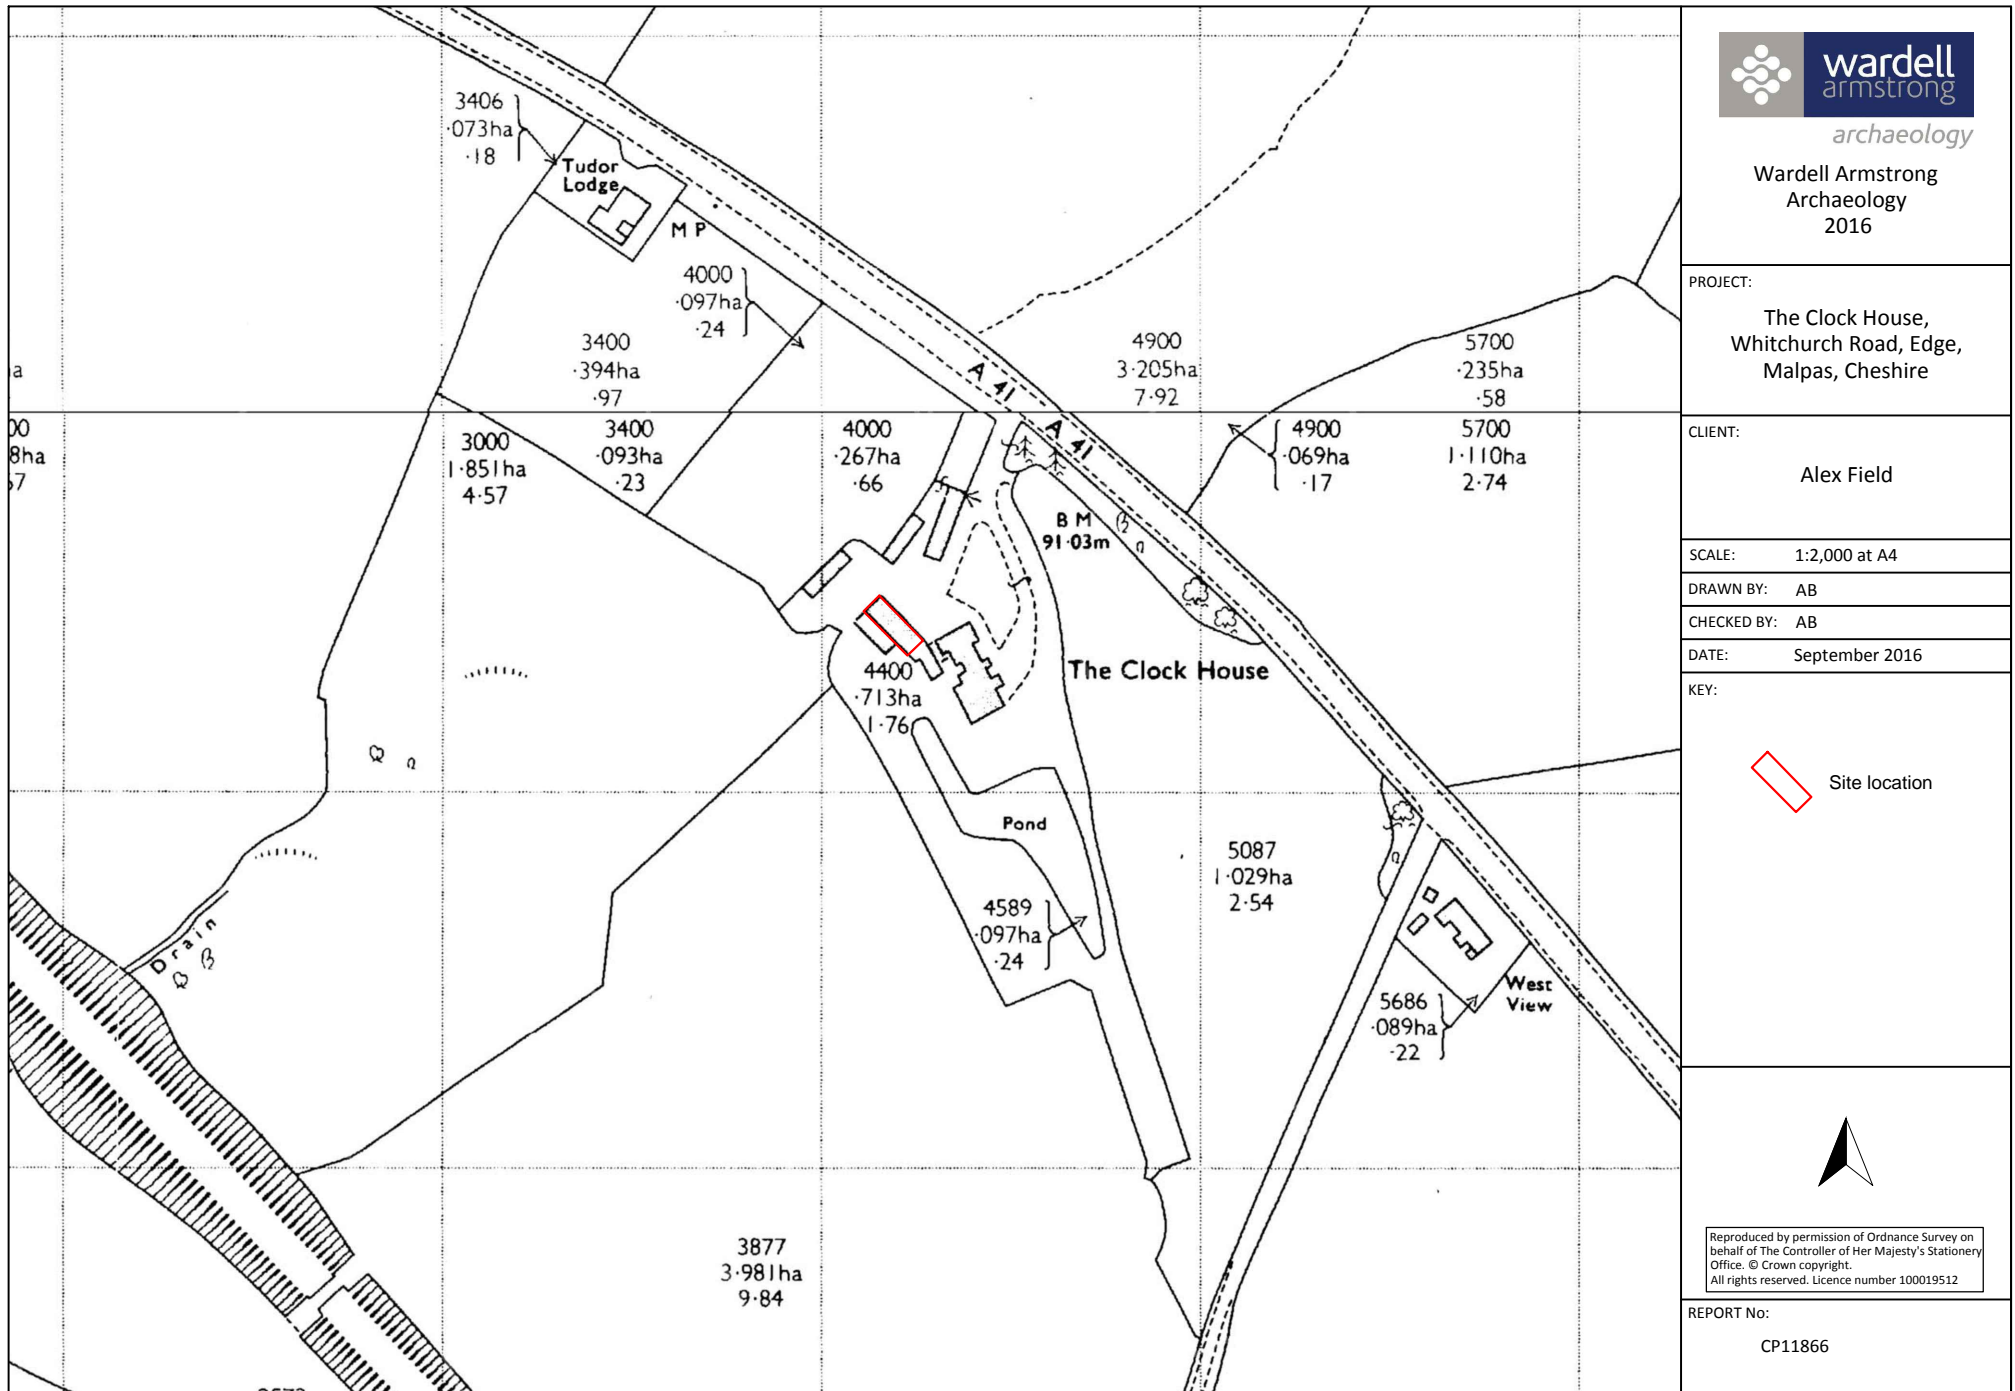 3406
·073ha
·18
Tudor
Lodge
M P
4000
·097ha
·24
3400
·394ha
·97
A 41
4900
3·205ha
7·92
5700
·235ha
·58
3000
1·851ha
4·57
3400
·093ha
·23
4000
·267ha
·66
A 41
4900
·069ha
·17
5700
1·110ha
2·74
B M
91·03m
The Clock House
4400
·713ha
1·76
Pond
4589
·097ha
·24
5087
1·029ha
2·54
Drain
West
View
5686
·089ha
·22
3877
3·981ha
9·84
wardell
armstrong
archaeology
Wardell Armstrong
Archaeology
2016
PROJECT:
The Clock House,
Whitchurch Road, Edge,
Malpas, Cheshire
CLIENT:
Alex Field
SCALE: 1:2,000 at A4
DRAWN BY: AB
CHECKED BY: AB
DATE: September 2016
KEY:
Site location
Reproduced by permission of Ordnance Survey on
behalf of The Controller of Her Majesty's Stationery
Office. © Crown copyright.
All rights reserved. Licence number 100019512
REPORT No:
CP11866